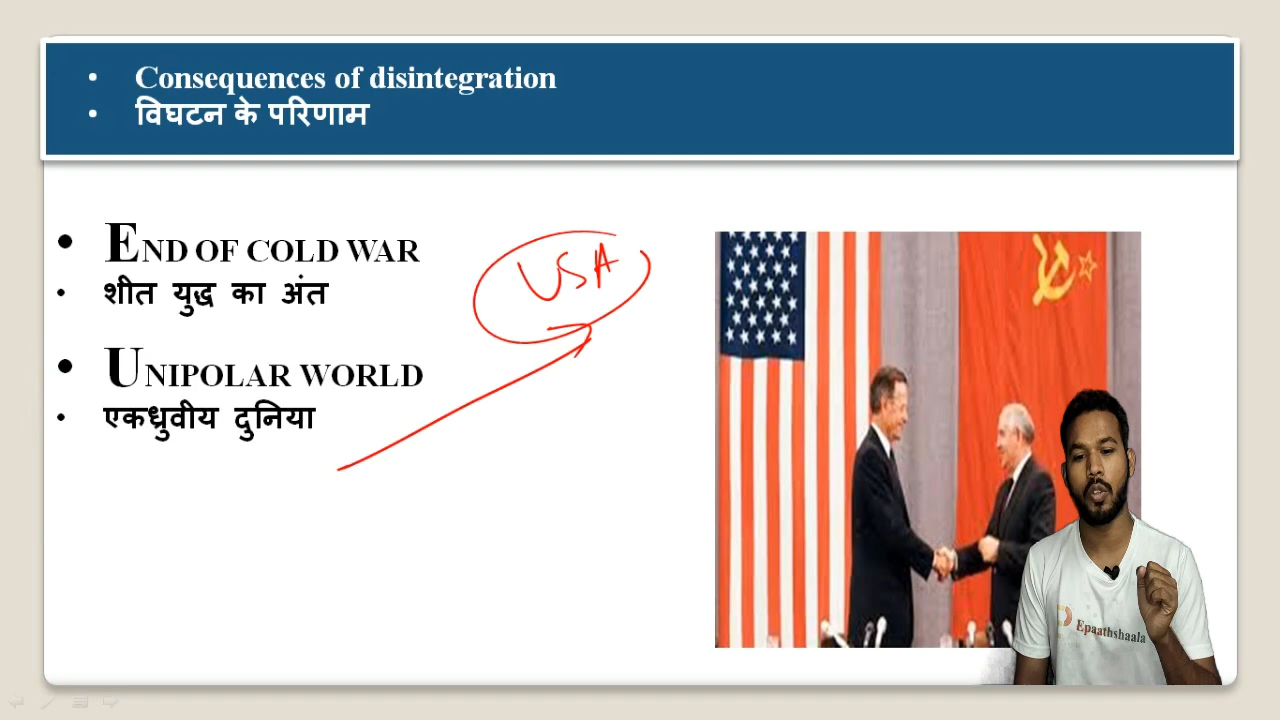 Consequences of disintegration
विघटन के परिणाम
END OF COLD WAR
शीत युद्ध का अंत
USA
UNIPOLAR WORLD
एकध्रुवीय दुनिया
Epaathshaala